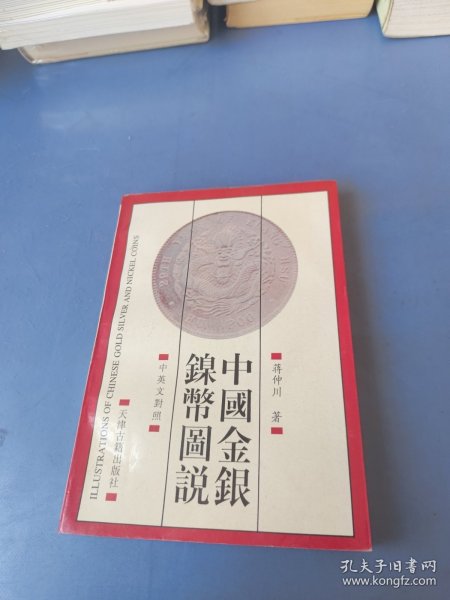 中國金銀
鎳幣圖説
蔣仲川 著
中英文對照
天津古籍出版社
ILLUSTRATIONS OF CHINESE GOLD SILVER AND NICKEL COINS
孔夫子旧书网
www.kongfz.com